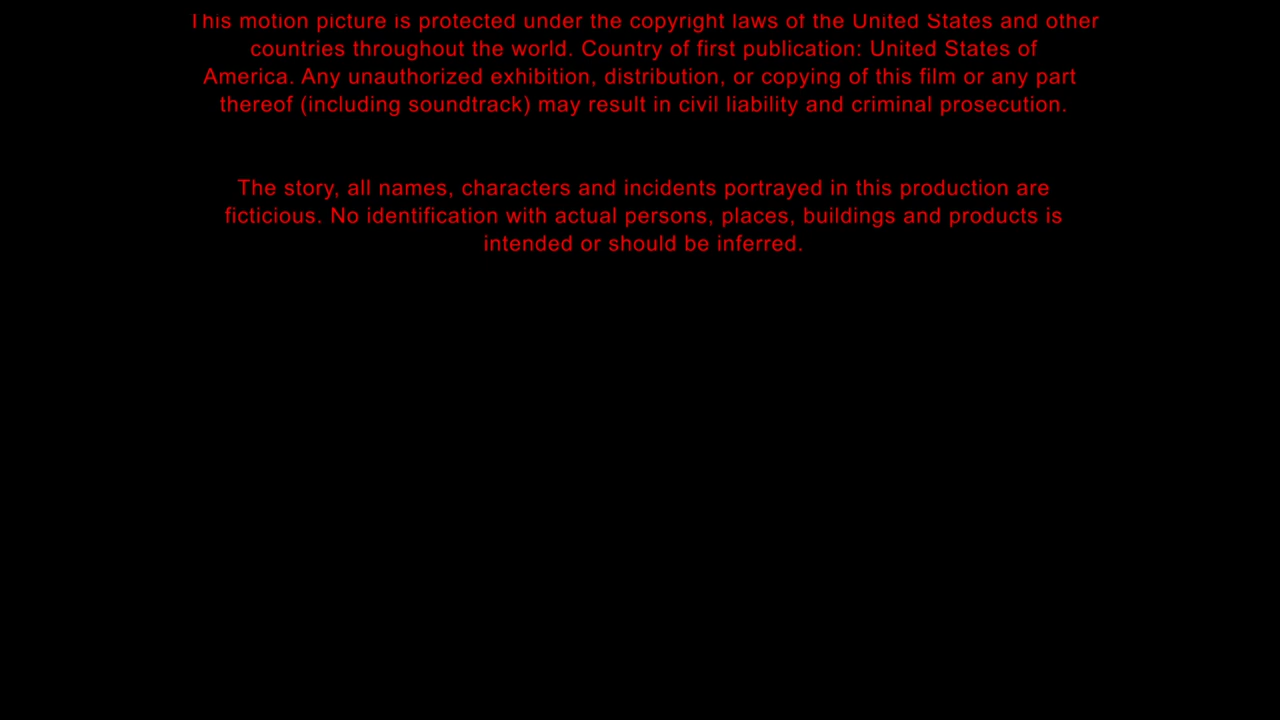 This motion picture is protected under the copyright laws of the United States and other
countries throughout the world. Country of first publication: United States of
America. Any unauthorized exhibition, distribution, or copying of this film or any part
thereof (including soundtrack) may result in civil liability and criminal prosecution.
The story, all names, characters and incidents portrayed in this production are
ficticious. No identification with actual persons, places, buildings and products is
intended or should be inferred.